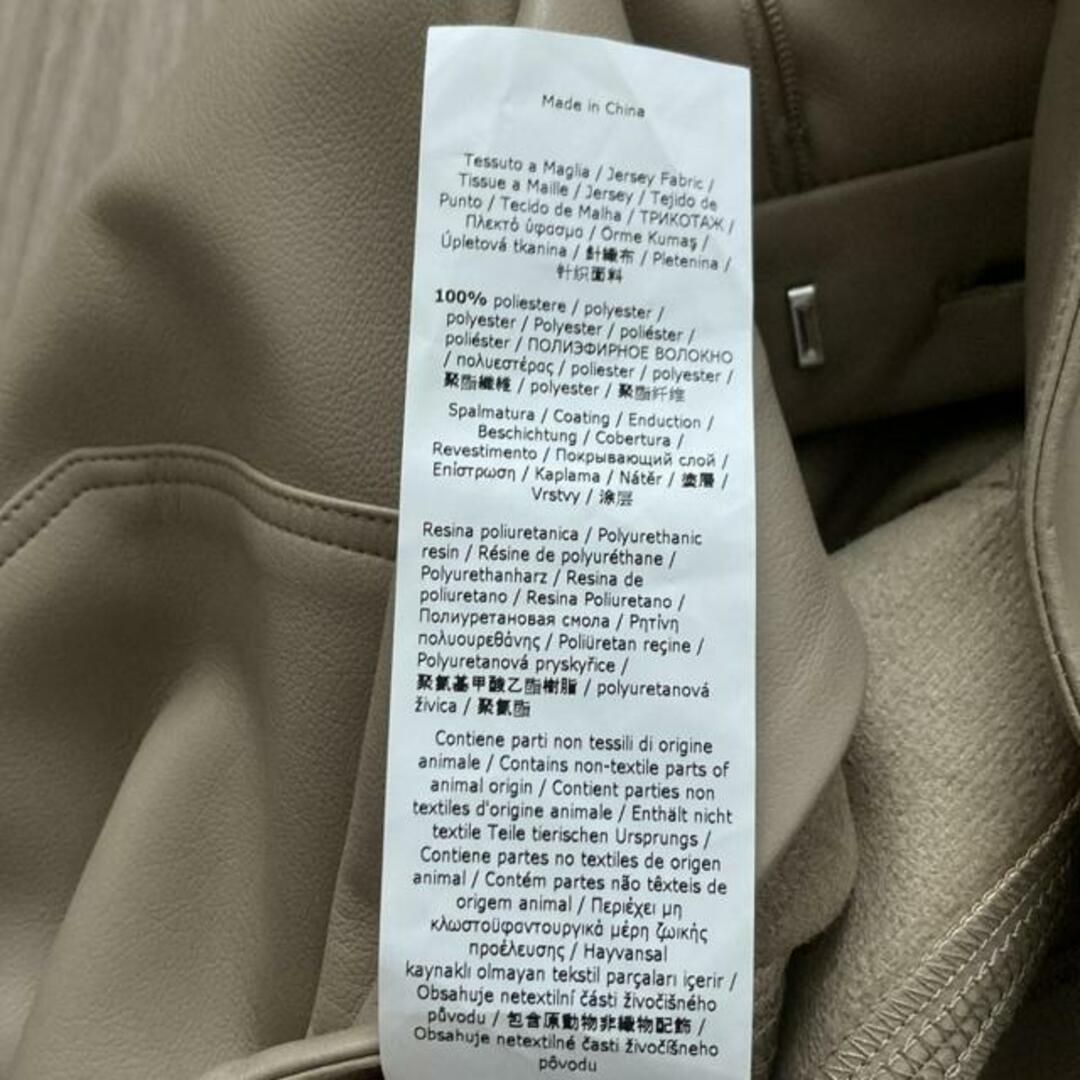 Made in China
Tessuto a Maglia / Jersey Fabric /
Tissue a Maille / Jersey / Tejido de
Punto / Tecido de Malha / ТРИКОТАЖ /
Πλεκτό ύφασμα / Örme Kumaş /
Úpletová tkanina / 針織布 / Pletenina /
针织面料
100% poliestere / polyester /
polyester / Polyester / poliéster /
poliéster / ПОЛИЭФИРНОЕ ВОЛОКНО
/ πολυεστέρας / poliester / polyester /
聚酯纖維 / polyester / 聚酯纤维
Spalmatura / Coating / Enduction /
Beschichtung / Cobertura /
Revestimento / Покрывающий слой /
Επίστρωση / Kaplama / Nátěr / 塗層 /
Vrstvy / 涂层
Resina poliuretanica / Polyurethanic
resin / Résine de polyuréthane /
Polyurethanharz / Resina de
poliuretano / Resina Poliuretano /
Полиуретановая смола / Ρητίνη
πολυουρεθάνης / Poliüretan reçine /
Polyuretanová pryskyřice /
聚氨基甲酸乙酯樹脂 / polyuretanová
živica / 聚氨酯
Contiene parti non tessili di origine
animale / Contains non-textile parts of
animal origin / Contient parties non
textiles d'origine animale / Enthält nicht
textile Teile tierischen Ursprungs /
Contiene partes no textiles de origen
animal / Contém partes não têxteis de
origem animal / Περιέχει μη
κλωστοϋφαντουργικά μέρη ζωικής
προέλευσης / Hayvansal
kaynaklı olmayan tekstil parçaları içerir /
Obsahuje netextilní části živočišného
původu / 包含原動物非織物配飾 /
Obsahuje netextilné časti živočíšneho
pôvodu